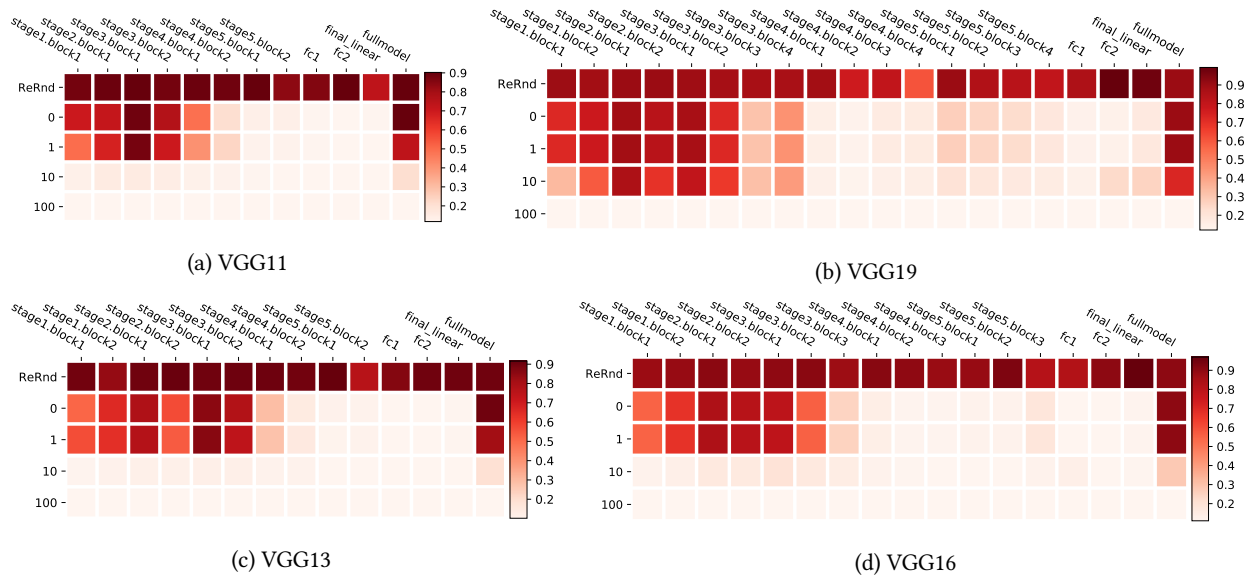 stage1.block1
stage2.block1
stage3.block1
stage3.block2
stage4.block1
stage4.block2
stage5.block1
stage5.block2
fc1
fc2
final_linear
fullmodel
ReRnd
0
1
10
100
0.9
0.8
0.7
0.6
0.5
0.4
0.3
0.2
(a) VGG11
stage1.block1
stage1.block2
stage2.block1
stage2.block2
stage3.block1
stage3.block2
stage3.block3
stage3.block4
stage4.block1
stage4.block2
stage4.block3
stage4.block4
stage5.block1
stage5.block2
stage5.block3
stage5.block4
fc1
fc2
final_linear
fullmodel
ReRnd
0
1
10
100
0.9
0.8
0.7
0.6
0.5
0.4
0.3
0.2
(b) VGG19
stage1.block1
stage1.block2
stage2.block1
stage2.block2
stage3.block1
stage3.block2
stage4.block1
stage4.block2
stage5.block1
stage5.block2
fc1
fc2
final_linear
fullmodel
ReRnd
0
1
10
100
0.9
0.8
0.7
0.6
0.5
0.4
0.3
0.2
(c) VGG13
stage1.block1
stage1.block2
stage2.block1
stage2.block2
stage3.block1
stage3.block2
stage3.block3
stage4.block1
stage4.block2
stage4.block3
stage5.block1
stage5.block2
stage5.block3
fc1
fc2
final_linear
fullmodel
ReRnd
0
1
10
100
0.9
0.8
0.7
0.6
0.5
0.4
0.3
0.2
(d) VGG16